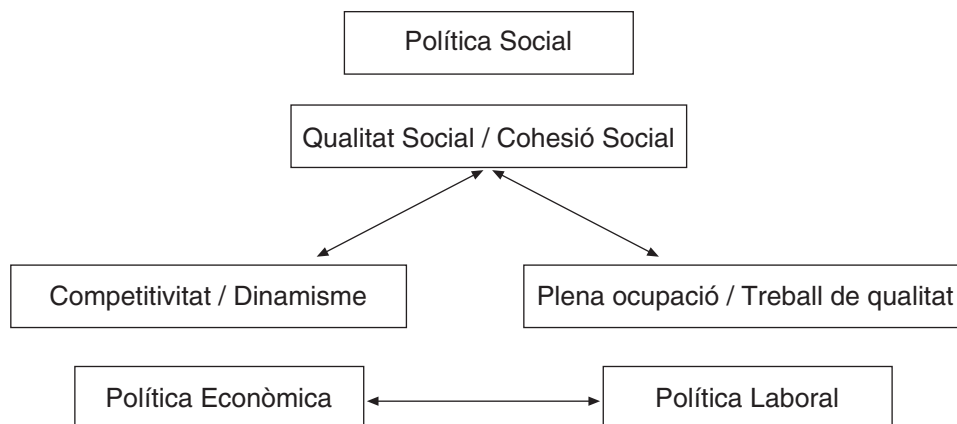 Política Social
Qualitat Social / Cohesió Social
Competitivitat / Dinamisme
Plena ocupació / Treball de qualitat
Política Econòmica
Política Laboral